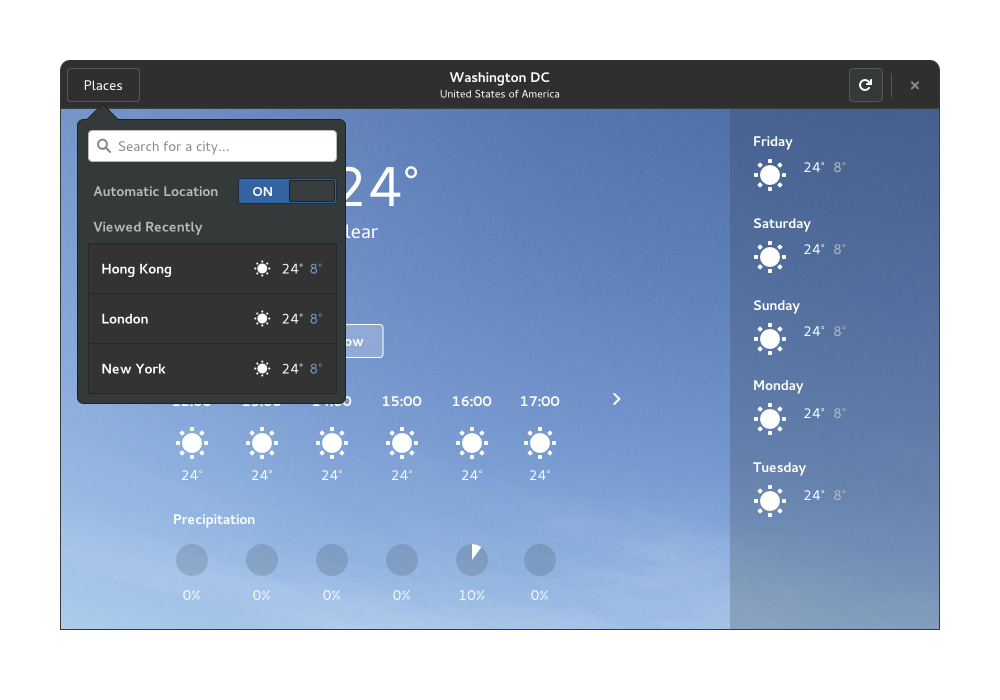 Places
Washington DC
United States of America
Search for a city...
Automatic Location ON
Viewed Recently
Hong Kong 24° 8°
London 24° 8°
New York 24° 8°
24°
15:00 16:00 17:00
24° 24° 24° 24° 24° 24°
Precipitation
0% 0% 0% 0% 10% 0%
Friday
24° 8°
Saturday
24° 8°
Sunday
24° 8°
Monday
24° 8°
Tuesday
24° 8°